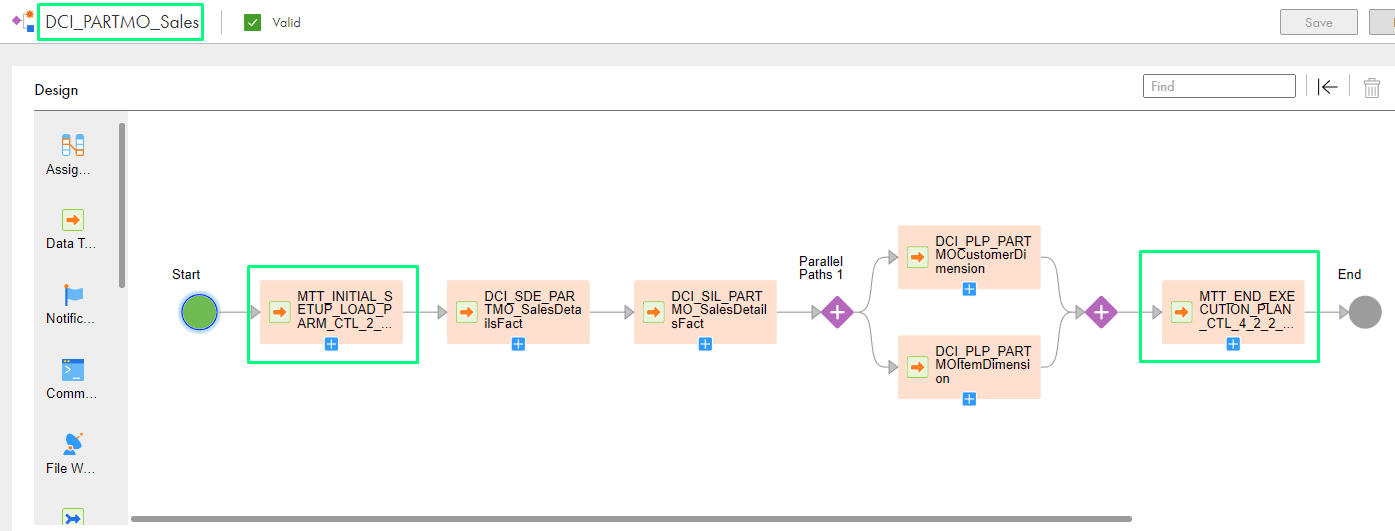 DCI_PARTMO_Sales
Valid
Save
Design
Find
Assig...
Data T...
Notific...
Comm...
File W...
Start
MTT_INITIAL_S
ETUP_LOAD_P
ARM_CTL_2_...
DCI_SDE_PAR
TMO_SalesDeta
ilsFact
DCI_SIL_PART
MO_SalesDetail
sFact
Parallel
Paths 1
DCI_PLP_PART
MOCustomerDi
mension
DCI_PLP_PART
MOItemDimensi
on
MTT_END_EXE
CUTION_PLAN
_CTL_4_2_2_...
End